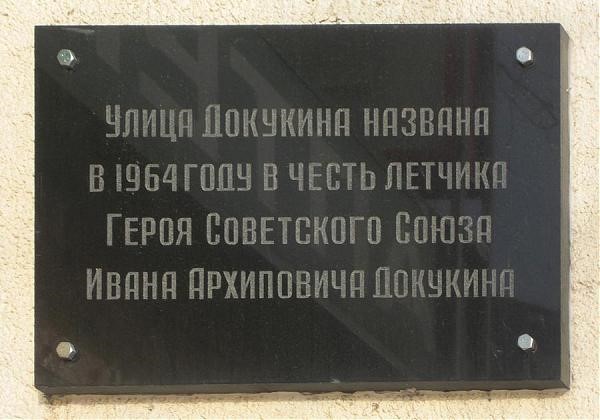 Улица Докукина названа
в 1964 году в честь летчика
Героя Советского Союза
Ивана Архиповича Докукина